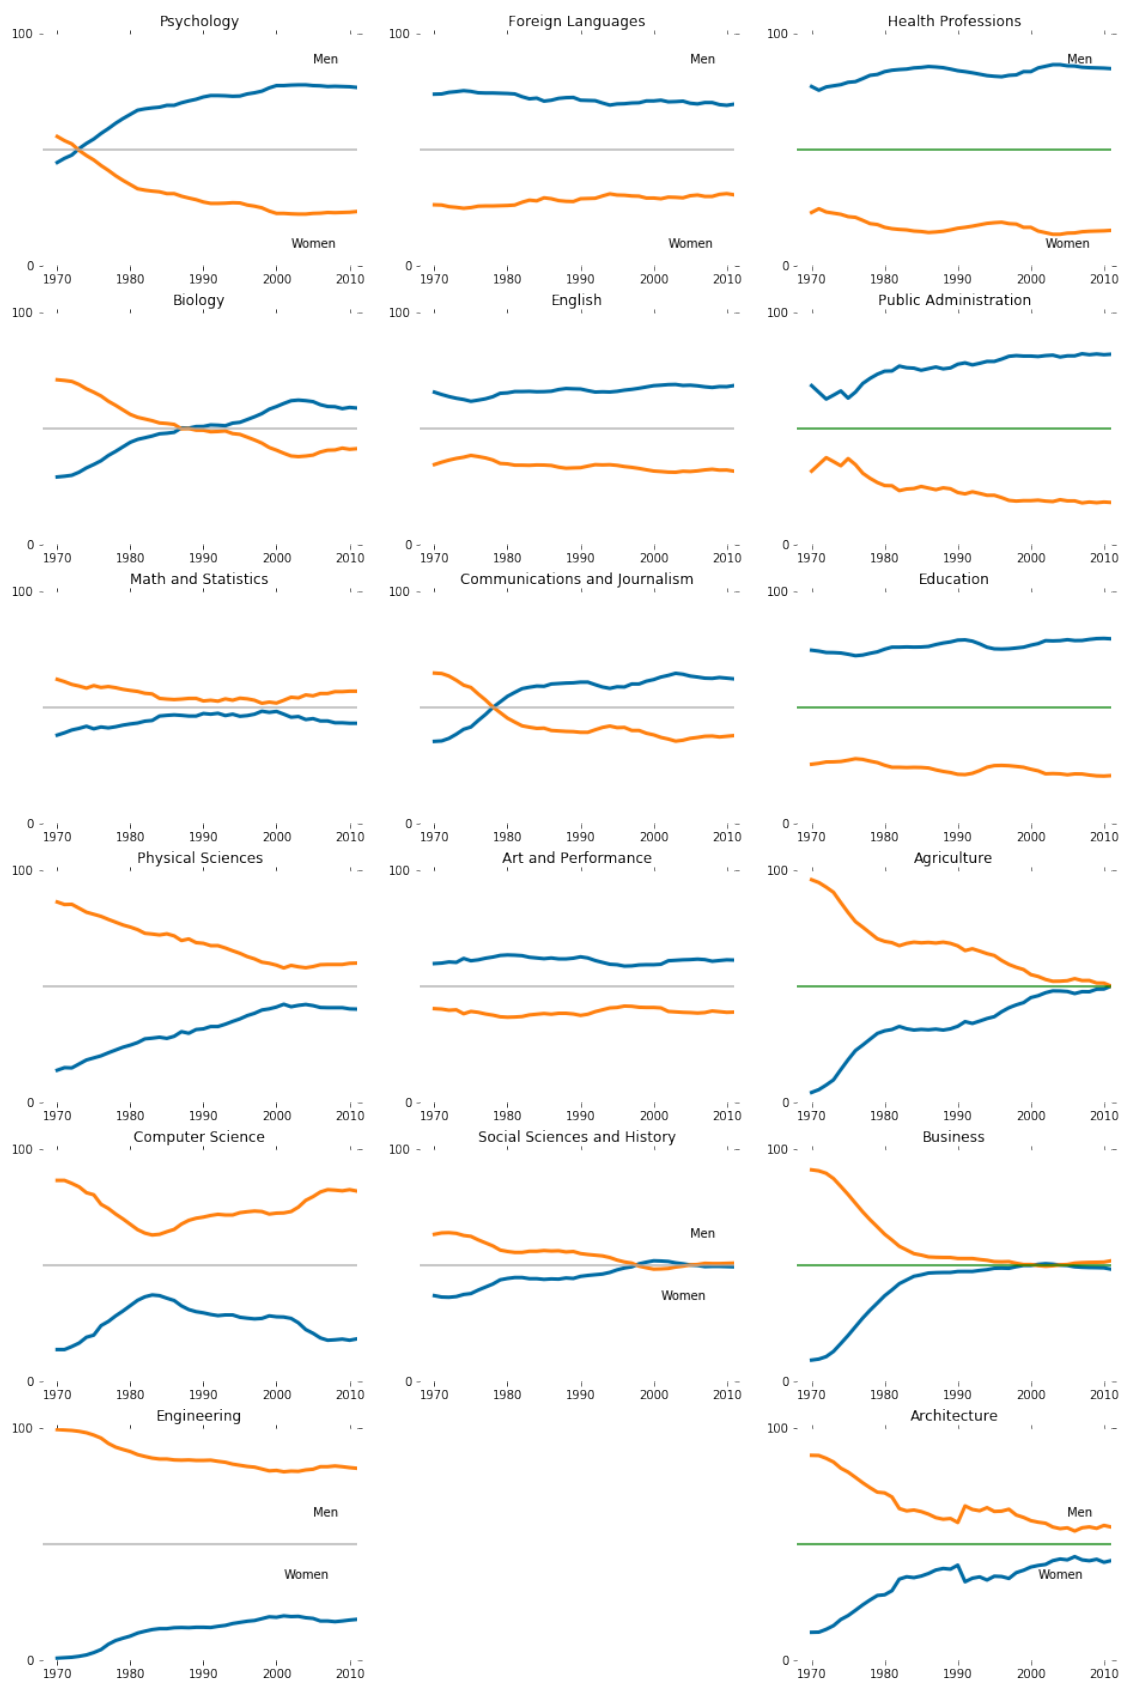 Psychology
100
Men
Women
0
1970 1980 1990 2000 2010
Foreign Languages
100
Men
Women
0
1970 1980 1990 2000 2010
Health Professions
100
Men
Women
0
1970 1980 1990 2000 2010
Biology
100
0
1970 1980 1990 2000 2010
English
100
0
1970 1980 1990 2000 2010
Public Administration
100
0
1970 1980 1990 2000 2010
Math and Statistics
100
0
1970 1980 1990 2000 2010
Communications and Journalism
100
0
1970 1980 1990 2000 2010
Education
100
0
1970 1980 1990 2000 2010
Physical Sciences
100
0
1970 1980 1990 2000 2010
Art and Performance
100
0
1970 1980 1990 2000 2010
Agriculture
100
0
1970 1980 1990 2000 2010
Computer Science
100
0
1970 1980 1990 2000 2010
Social Sciences and History
100
Men
Women
0
1970 1980 1990 2000 2010
Business
100
0
1970 1980 1990 2000 2010
Engineering
100
Men
Women
0
1970 1980 1990 2000 2010
Architecture
100
Men
Women
0
1970 1980 1990 2000 2010